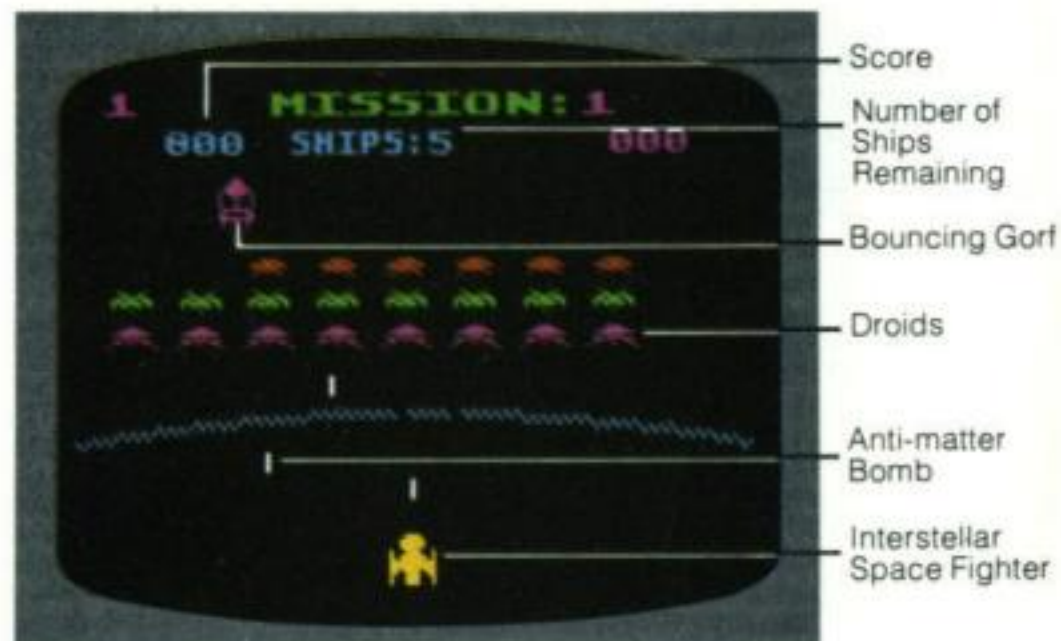 1 MISSION: 1
000 SHIPS:5 000
Score
Number of
Ships
Remaining
Bouncing Gorf
Droids
Anti-matter
Bomb
Interstellar
Space Fighter